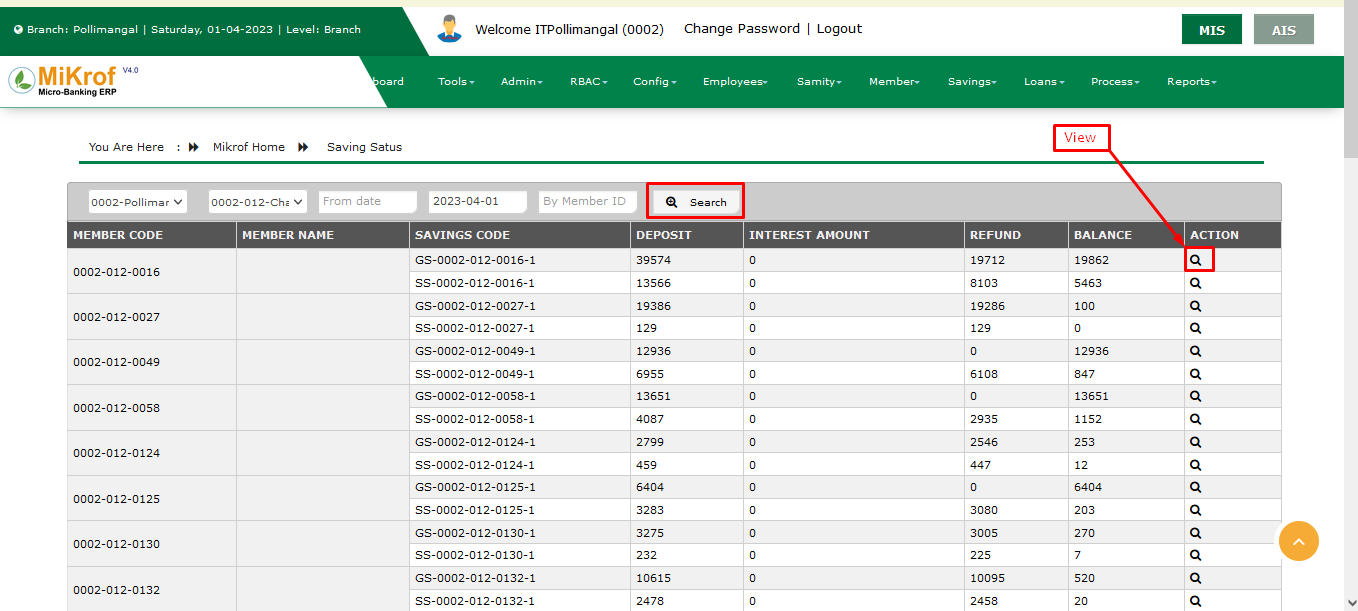 Branch: Pollimangal | Saturday, 01-04-2023 | Level: Branch
Welcome ITPollimangal (0002) Change Password | Logout
MIS AIS
MiKrof V4.0
Micro-Banking ERP
board Tools Admin RBAC Config Employees Samity Member Savings Loans Process Reports
You Are Here : Mikrof Home Saving Satus
View
0002-Pollimar 0002-012-Cha From date 2023-04-01 By Member ID Search
MEMBER CODE MEMBER NAME SAVINGS CODE DEPOSIT INTEREST AMOUNT REFUND BALANCE ACTION
0002-012-0016 GS-0002-012-0016-1 39574 0 19712 19862
SS-0002-012-0016-1 13566 0 8103 5463
0002-012-0027 GS-0002-012-0027-1 19386 0 19286 100
SS-0002-012-0027-1 129 0 129 0
0002-012-0049 GS-0002-012-0049-1 12936 0 0 12936
SS-0002-012-0049-1 6955 0 6108 847
0002-012-0058 GS-0002-012-0058-1 13651 0 0 13651
SS-0002-012-0058-1 4087 0 2935 1152
0002-012-0124 GS-0002-012-0124-1 2799 0 2546 253
SS-0002-012-0124-1 459 0 447 12
0002-012-0125 GS-0002-012-0125-1 6404 0 0 6404
SS-0002-012-0125-1 3283 0 3080 203
0002-012-0130 GS-0002-012-0130-1 3275 0 3005 270
SS-0002-012-0130-1 232 0 225 7
0002-012-0132 GS-0002-012-0132-1 10615 0 10095 520
SS-0002-012-0132-1 2478 0 2458 20